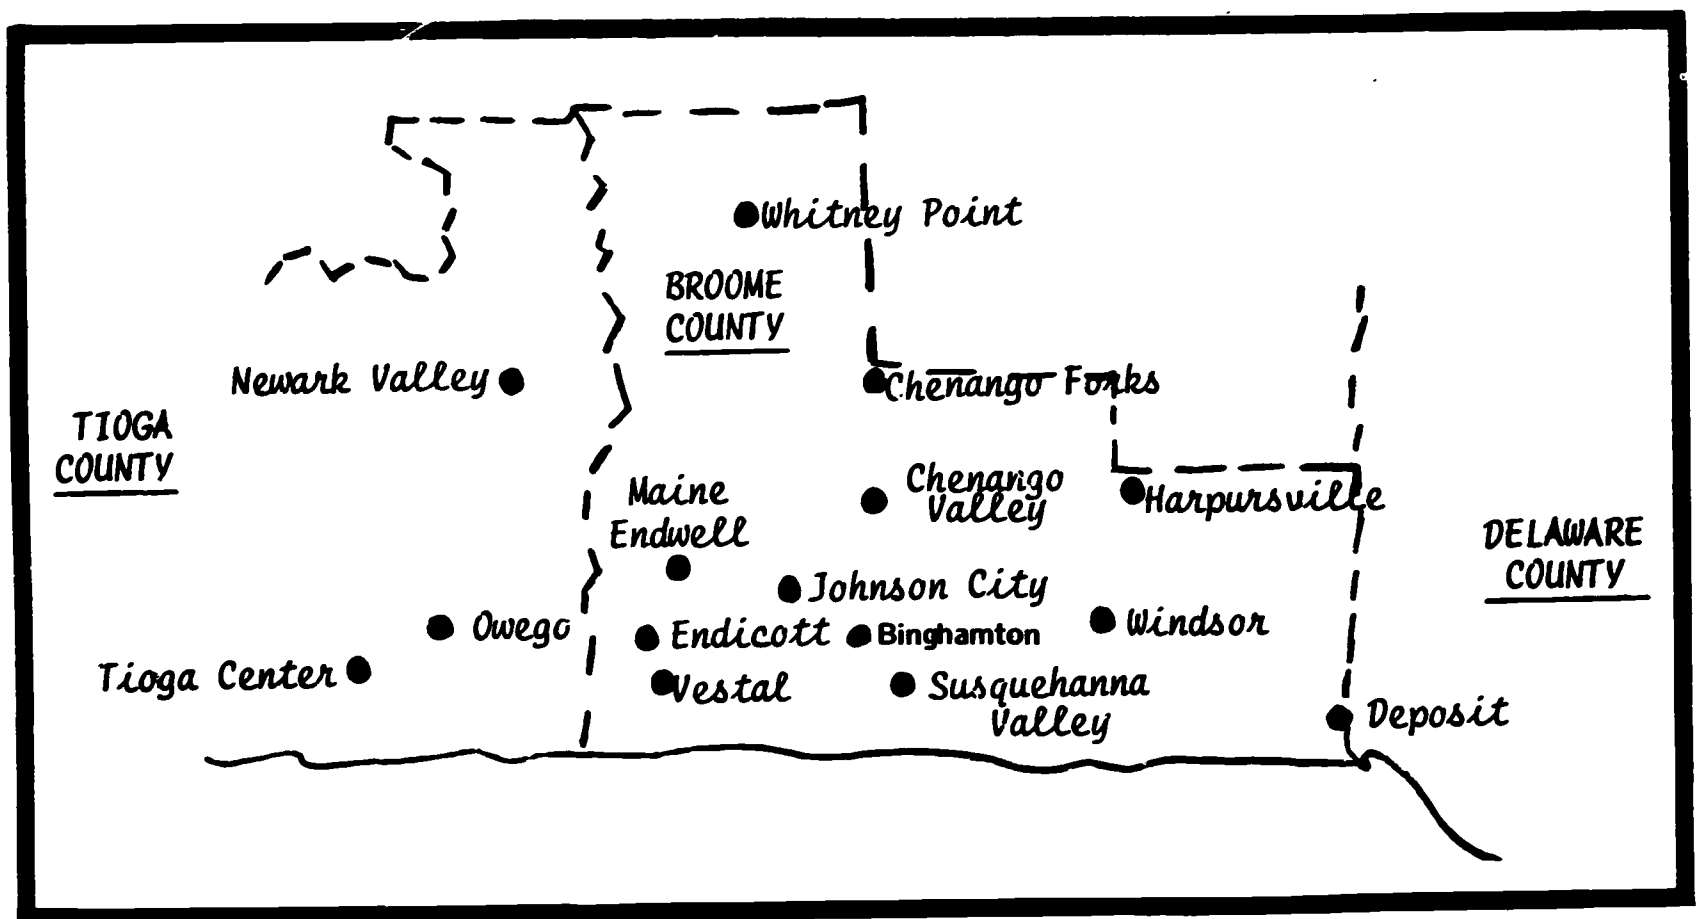 Whitney Point
BROOME
COUNTY
Newark Valley
Chenango Forks
TIOGA
COUNTY
Maine
Endwell
Chenango
Valley
Harpursville
DELAWARE
COUNTY
Johnson City
Owego
Endicott
Binghamton
Windsor
Tioga Center
Vestal
Susquehanna
Valley
Deposit